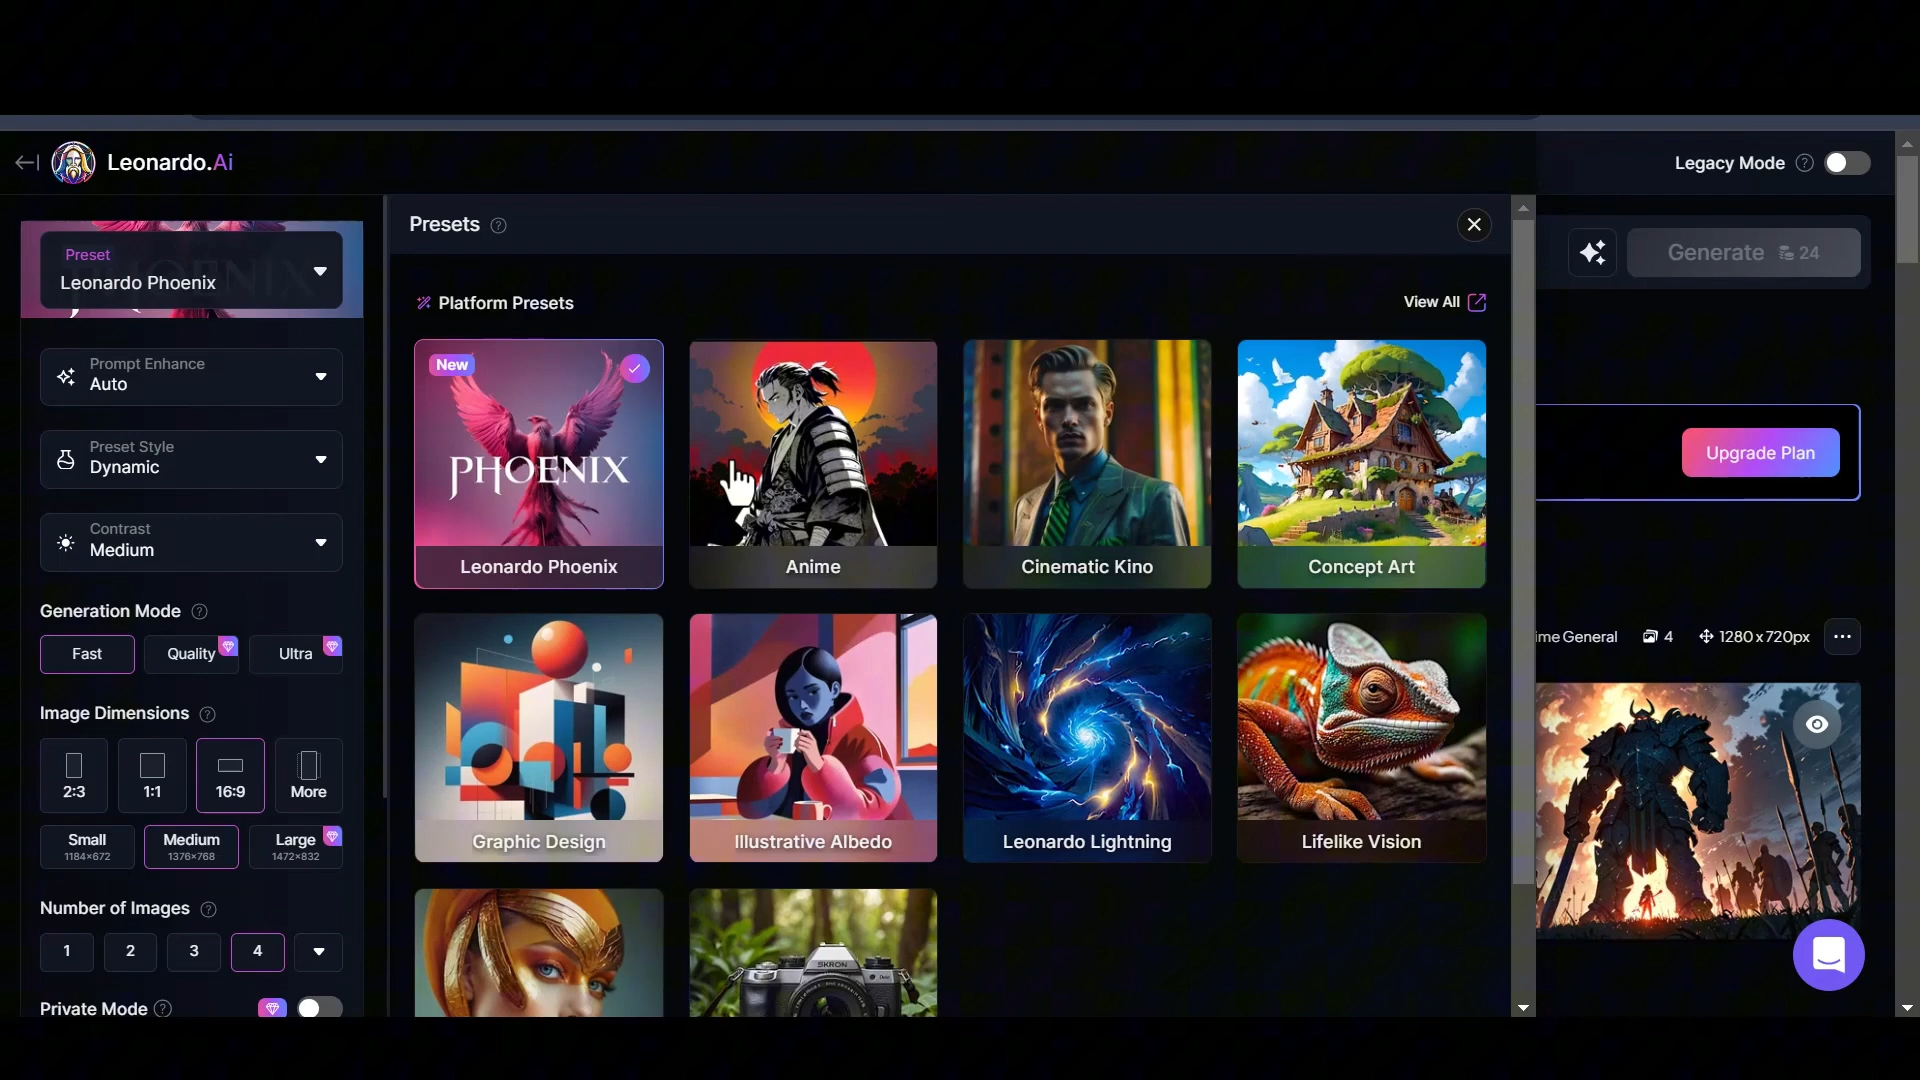 Leonardo.Ai
Legacy Mode
Preset
Leonardo Phoenix
Prompt Enhance
Auto
Preset Style
Dynamic
Contrast
Medium
Generation Mode
Fast
Quality
Ultra
Image Dimensions
2:3
1:1
16:9
More
Small
1184×672
Medium
1376×768
Large
1472×832
Number of Images
1
2
3
4
Private Mode
Presets
Platform Presets
View All
New
PHOENIX
Leonardo Phoenix
Anime
Cinematic Kino
Concept Art
Graphic Design
Illustrative Albedo
Leonardo Lightning
Lifelike Vision
SKRON
Generate 24
Upgrade Plan
ime General
4
1280 x 720px